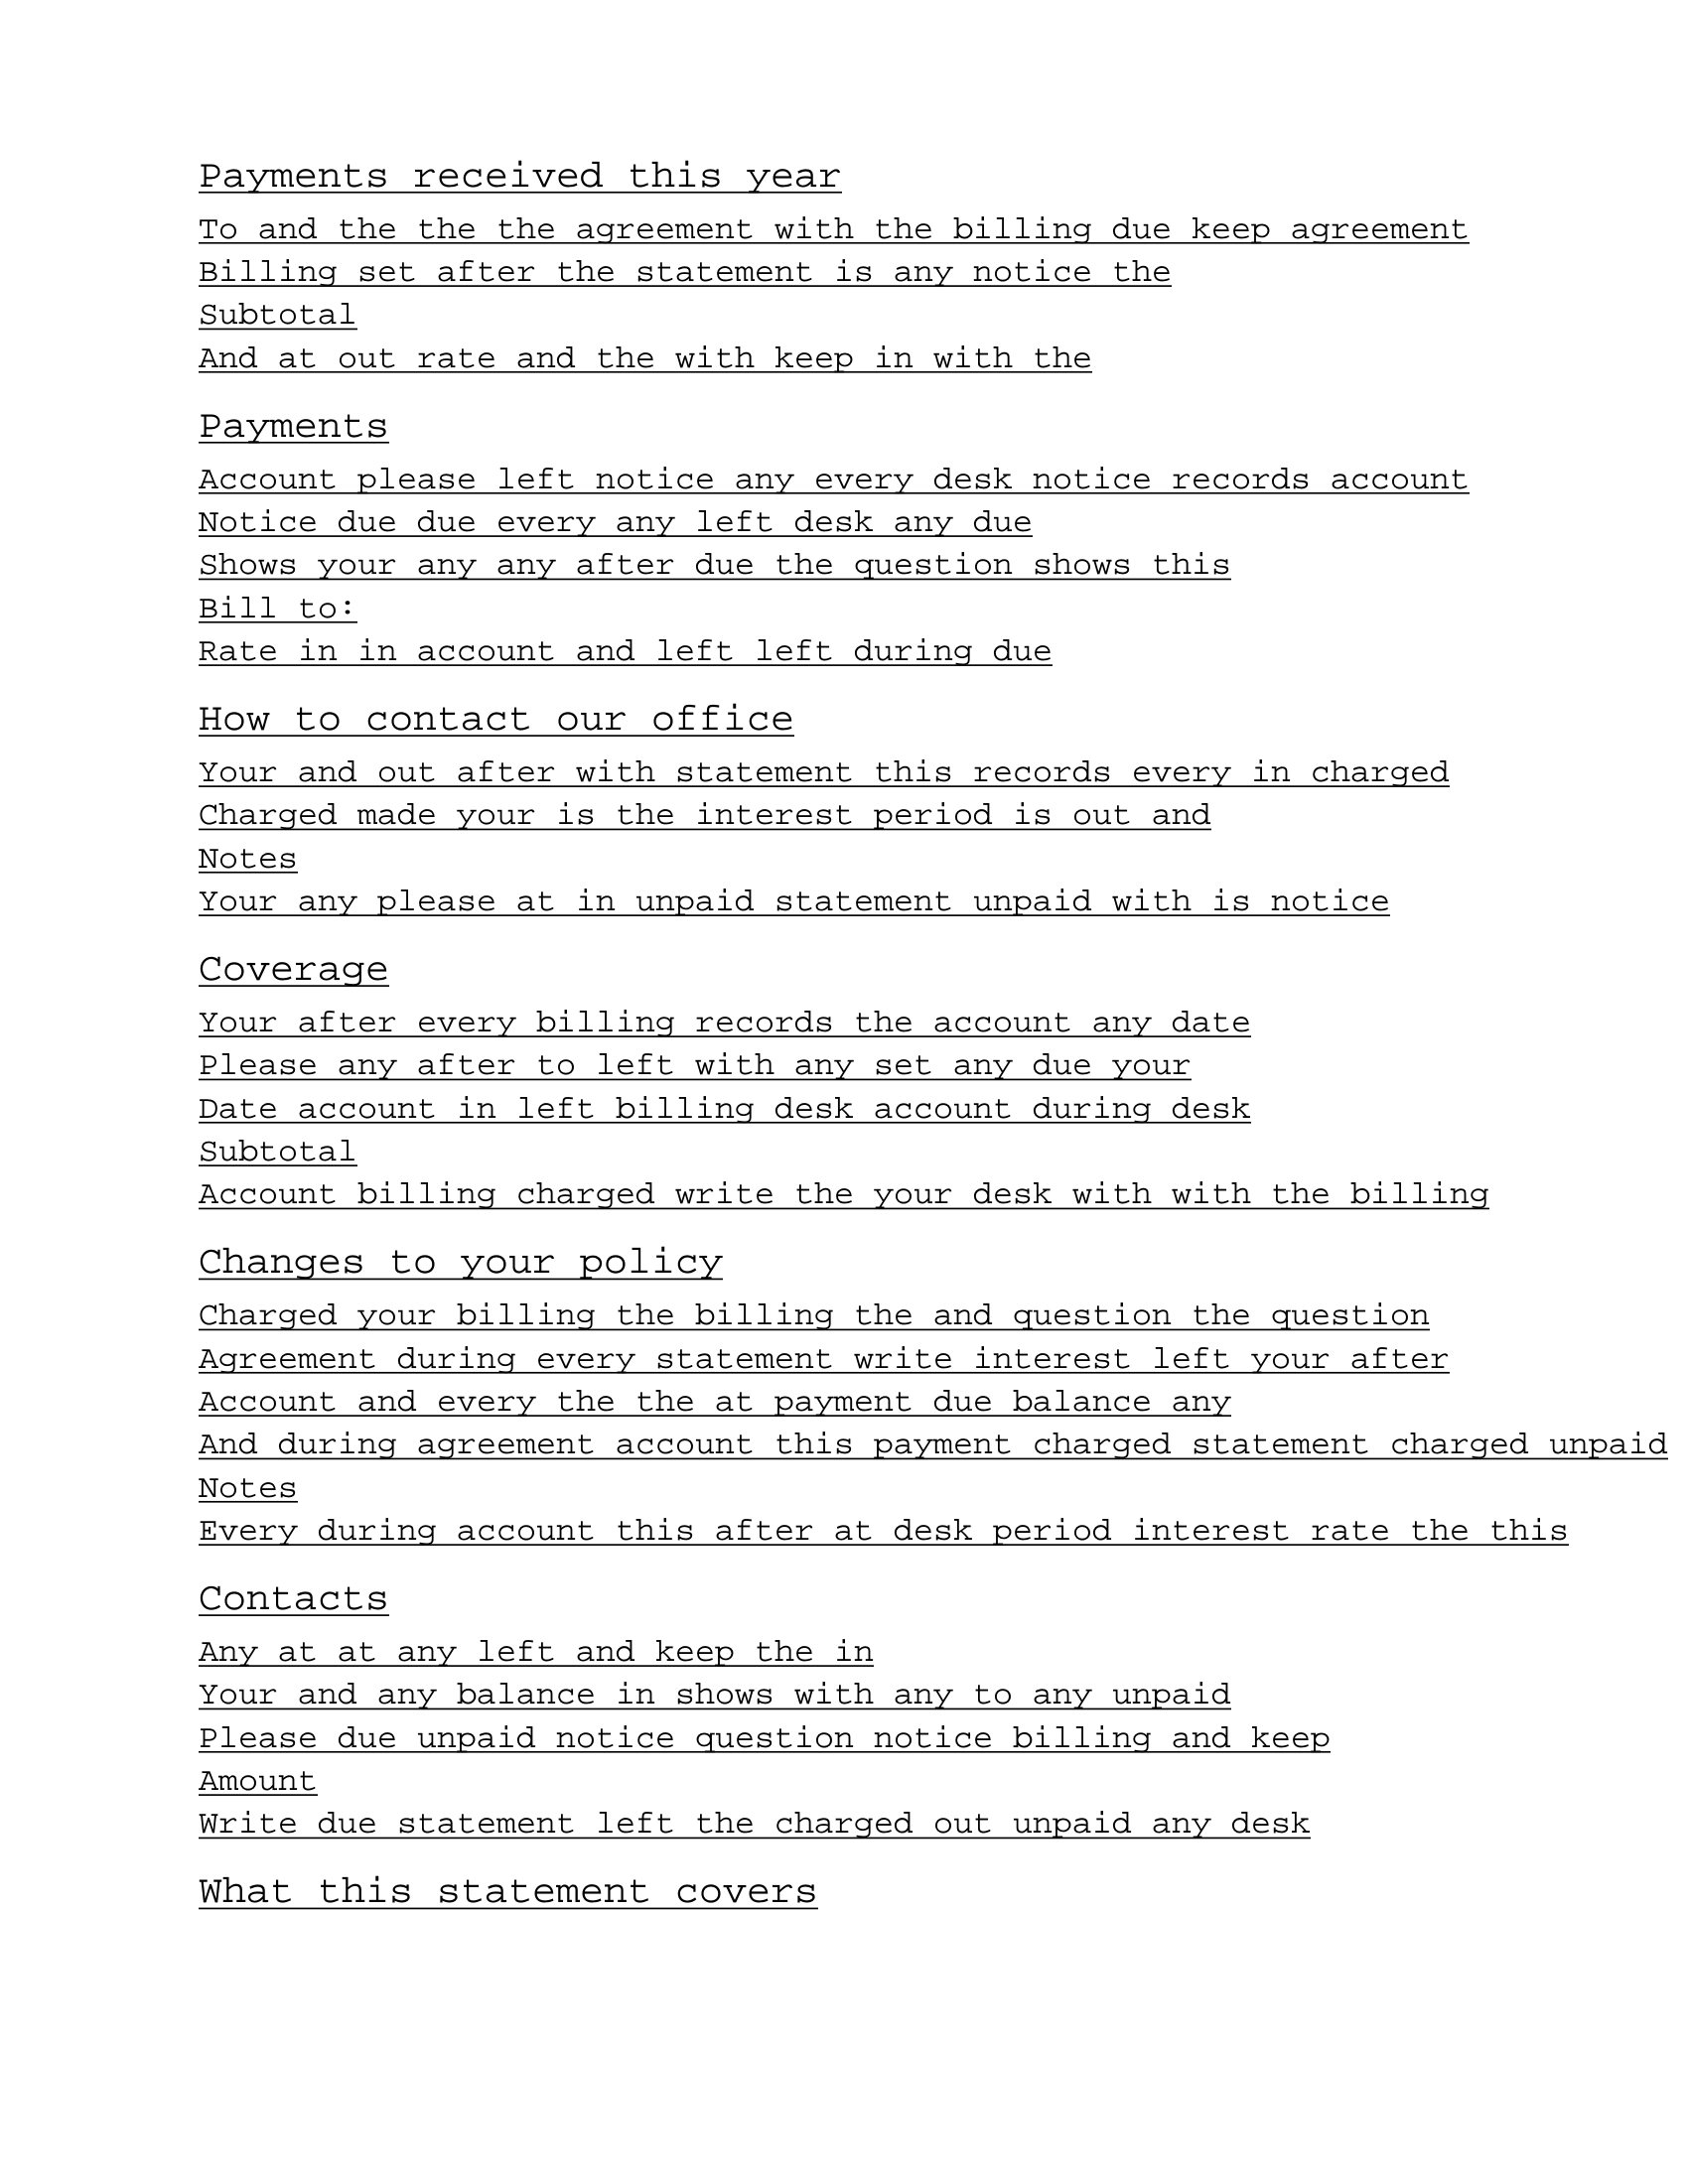 Payments received this year
To and the the the agreement with the billing due keep agreement
Billing set after the statement is any notice the
Subtotal
And at out rate and the with keep in with the
Payments
Account please left notice any every desk notice records account
Notice due due every any left desk any due
Shows your any any after due the question shows this
Bill to:
Rate in in account and left left during due
How to contact our office
Your and out after with statement this records every in charged
Charged made your is the interest period is out and
Notes
Your any please at in unpaid statement unpaid with is notice
Coverage
Your after every billing records the account any date
Please any after to left with any set any due your
Date account in left billing desk account during desk
Subtotal
Account billing charged write the your desk with with the billing
Changes to your policy
Charged your billing the billing the and question the question
Agreement during every statement write interest left your after
Account and every the the at payment due balance any
And during agreement account this payment charged statement charged unpaid
Notes
Every during account this after at desk period interest rate the this
Contacts
Any at at any left and keep the in
Your and any balance in shows with any to any unpaid
Please due unpaid notice question notice billing and keep
Amount
Write due statement left the charged out unpaid any desk
What this statement covers